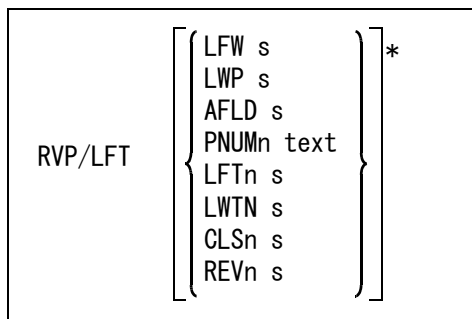 LFW s
LWP s
AFLD s
PNUMn text
RVP/LFT
LFTn s
LWTN s
CLSn s
REVn s
*